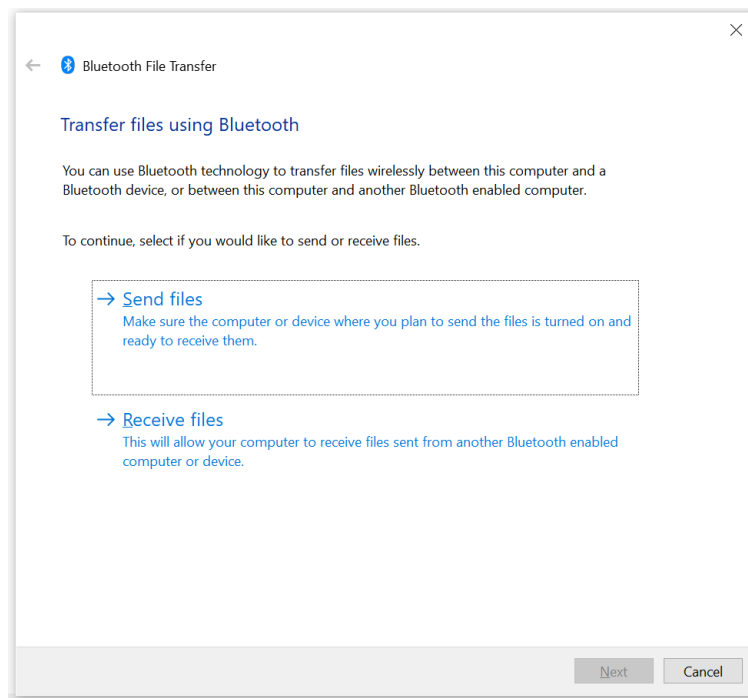 Bluetooth File Transfer
Transfer files using Bluetooth
You can use Bluetooth technology to transfer files wirelessly between this computer and a
Bluetooth device, or between this computer and another Bluetooth enabled computer.
To continue, select if you would like to send or receive files.
Send files
Make sure the computer or device where you plan to send the files is turned on and
ready to receive them.
Receive files
This will allow your computer to receive files sent from another Bluetooth enabled
computer or device.
Next
Cancel